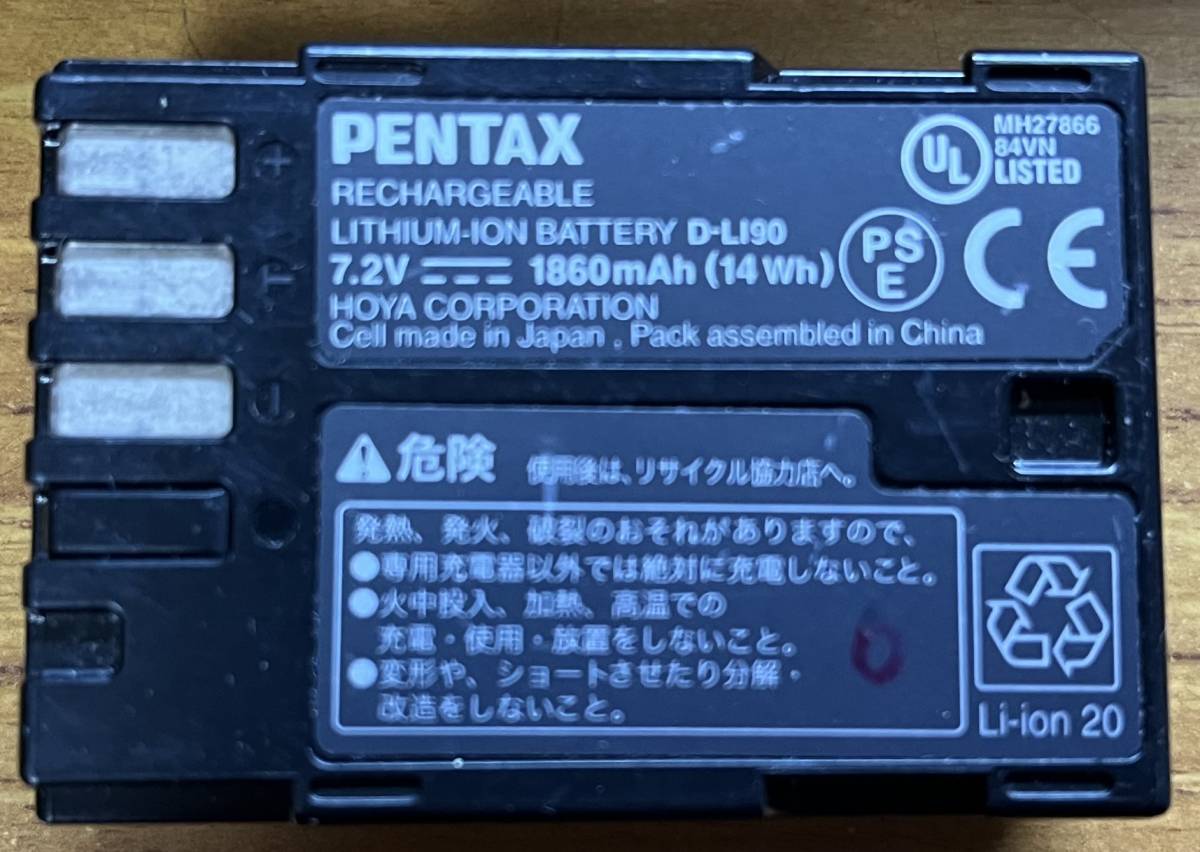 PENTAX
RECHARGEABLE
LITHIUM-ION BATTERY D-LI90
7.2V 1860mAh (14 Wh)
HOYA CORPORATION
Cell made in Japan . Pack assembled in China
UL
MH27866
84VN
LISTED
PS
E
CE
+
T
-
危険 使用後は、リサイクル協力店へ。
発熱、発火、破裂のおそれがありますので、
●専用充電器以外では絶対に充電しないこと。
●火中投入、加熱、高温での
充電・使用・放置をしないこと。
●変形や、ショートさせたり分解・
改造をしないこと。
Li-ion 20